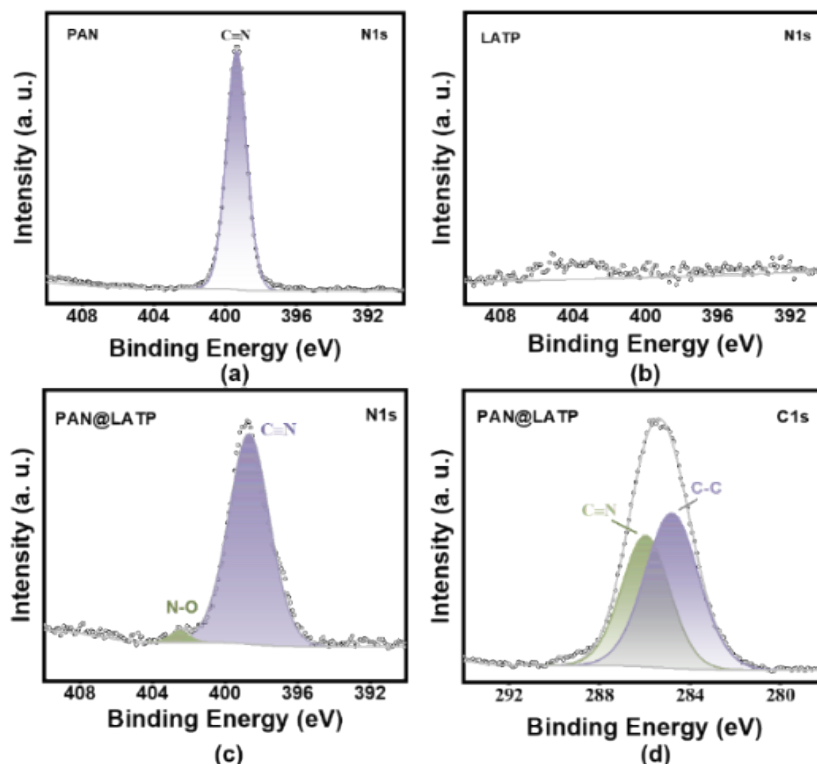 PAN
C≡N
N1s
Intensity (a. u.)
408 404 400 396 392
Binding Energy (eV)
(a)
LATP
N1s
Intensity (a. u.)
408 404 400 396 392
Binding Energy (eV)
(b)
PAN@LATP
N1s
C≡N
N-O
Intensity (a. u.)
408 404 400 396 392
Binding Energy (eV)
(c)
PAN@LATP
C1s
C≡N
C-C
Intensity (a. u.)
292 288 284 280
Binding Energy (eV)
(d)